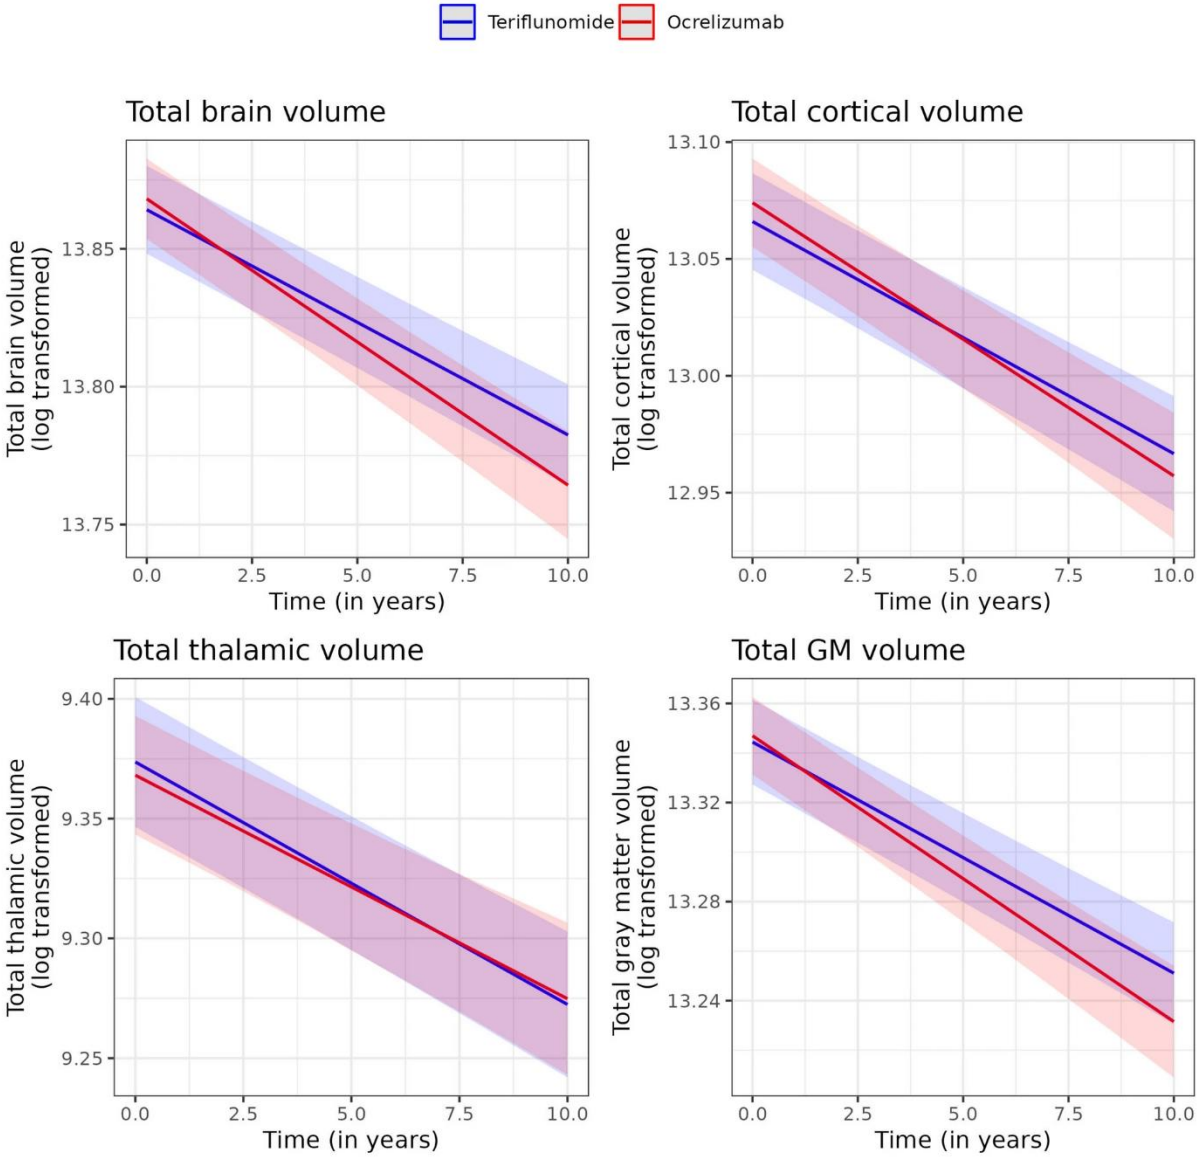 Teriflunomide Ocrelizumab
Total brain volume
Total brain volume
(log transformed)
13.85
13.80
13.75
0.0 2.5 5.0 7.5 10.0
Time (in years)
Total cortical volume
Total cortical volume
(log transformed)
13.10
13.05
13.00
12.95
0.0 2.5 5.0 7.5 10.0
Time (in years)
Total thalamic volume
Total thalamic volume
(log transformed)
9.40
9.35
9.30
9.25
0.0 2.5 5.0 7.5 10.0
Time (in years)
Total GM volume
Total gray matter volume
(log transformed)
13.36
13.32
13.28
13.24
0.0 2.5 5.0 7.5 10.0
Time (in years)